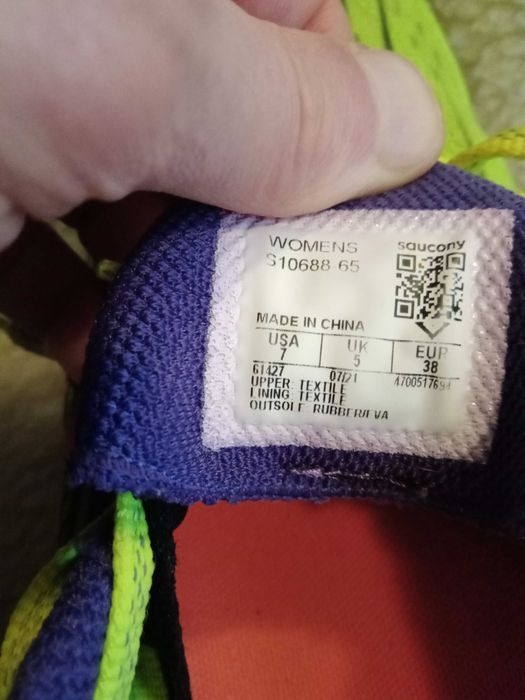 WOMENS
saucony
S10688-65
MADE IN CHINA
USA UK EUR
7 5 38
61427 07/21 4700517694
UPPER: TEXTILE
LINING TEXTILE
OUTSOLE RUBBER/EVA